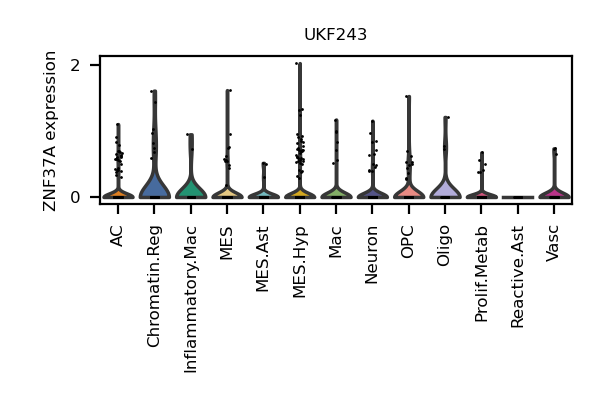 UKF243
ZNF37A expression
2
0
AC
Chromatin.Reg
Inflammatory.Mac
MES
MES.Ast
MES.Hyp
Mac
Neuron
OPC
Oligo
Prolif.Metab
Reactive.Ast
Vasc